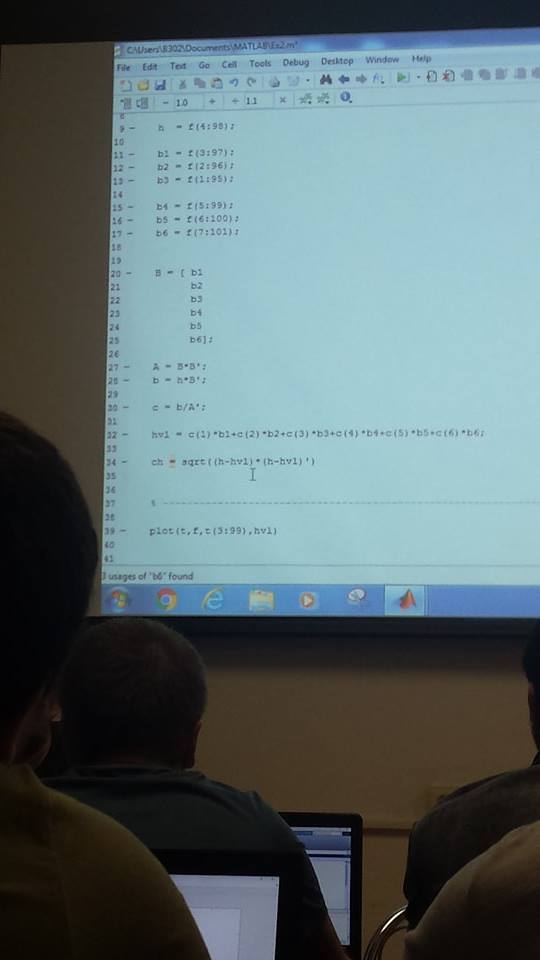 C:\Users\B302\Documents\MATLAB\Ex2.m*
File Edit Text Go Cell Tools Debug Desktop Window Help
1.0 1.1
8
9 h = f(4:98);
10
11 b1 = f(3:97);
12 b2 = f(2:96);
13 b3 = f(1:95);
14
15 b4 = f(5:99);
16 b5 = f(6:100);
17 b6 = f(7:101);
18
19
20 B = [ b1
21 b2
22 b3
23 b4
24 b5
25 b6];
26
27 A = B*B';
28 b = h*B';
29
30 c = b/A';
31
32 hv1 = c(1)*b1+c(2)*b2+c(3)*b3+c(4)*b4+c(5)*b5+c(6)*b6;
33
34 ch = sqrt((h-hv1)*(h-hv1)')
35
36
37 % ----------------------------------------
38
39 plot(t,f,t(3:99),hv1)
40
41
3 usages of "b6" found